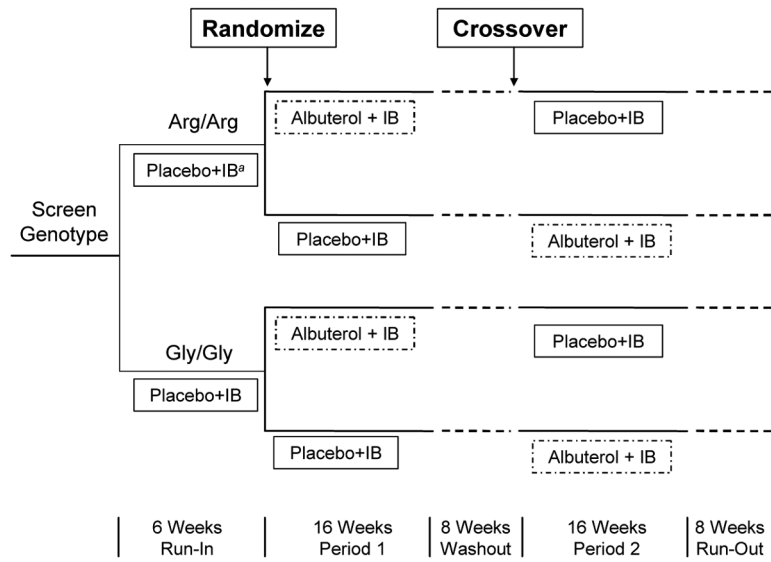 Randomize
Crossover
Arg/Arg
Albuterol + IB
Placebo+IB
Placebo+IBᵃ
Screen
Genotype
Placebo+IB
Albuterol + IB
Gly/Gly
Albuterol + IB
Placebo+IB
Placebo+IB
Placebo+IB
Albuterol + IB
6 Weeks
Run-In
16 Weeks
Period 1
8 Weeks
Washout
16 Weeks
Period 2
8 Weeks
Run-Out